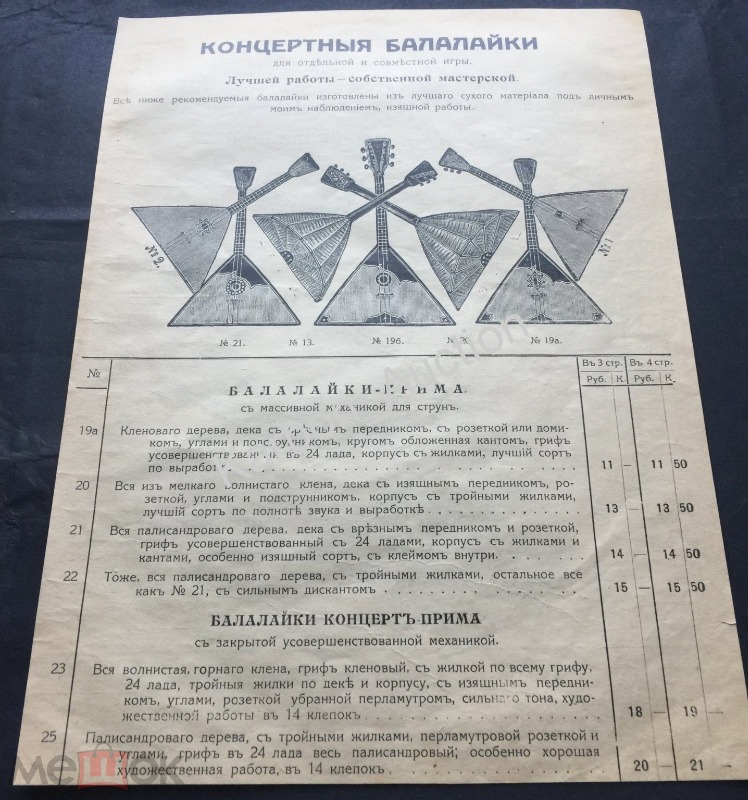 КОНЦЕРТНЫЯ БАЛАЛАЙКИ
для отдѣльной и совмѣстной игры.
Лучшей работы—собственной мастерской.
Всѣ ниже рекомендуемыя балалайки изготовлены изъ лучшаго сухого матеріала подъ личнымъ
моимъ наблюденіемъ, изящной работы.
№ 2. № 1
№ 21. № 13. № 19б. № 19а.
№ Въ 3 стр. Въ 4 стр.
Руб. К. Руб. К.
БАЛАЛАЙКИ-ПРИМА.
съ массивной механикой для струнъ.
19а Кленоваго дерева, дека съ передникомъ, съ розеткой или доми-
комъ, углами и кругомъ обложенная кантомъ, грифъ
въ 24 лада, корпусъ съ жилками, лучшій сортъ
по выработкѣ 11 — 11 50
20 Вся изъ мелкаго волнистаго клена, дека съ изящнымъ передникомъ, ро-
зеткой, углами и подструнникомъ, корпусъ съ тройными жилками,
лучшій сортъ по полнотѣ звука и выработкѣ 13 — 13 50
21 Вся палисандроваго дерева, дека съ врѣзнымъ передникомъ и розеткой,
грифъ усовершенствованный съ 24 ладами, корпусъ съ жилками и
кантами, особенно изящный сортъ, съ клеймомъ внутри. 14 — 14 50
22 Тоже, вся палисандроваго дерева, съ тройными жилками, остальное все
какъ № 21, съ сильнымъ дискантомъ 15 — 15 50
БАЛАЛАЙКИ КОНЦЕРТЪ-ПРИМА
съ закрытой усовершенствованной механикой.
23 Вся волнистая, горнаго клена, грифъ кленовый, съ жилкой по всему грифу,
24 лада, тройныя жилки по декѣ и корпусу, съ изящнымъ передни-
комъ, углами, розеткой убранной перламутромъ, сильнаго тона, худо-
жественной работы въ 14 клепокъ 18 — 19 —
25 Палисандроваго дерева, съ тройными жилками, перламутровой розеткой и
углами, грифъ въ 24 лада весь палисандровый; особенно хорошая
художественная работа, въ 14 клепокъ 20 — 21 —
мешок